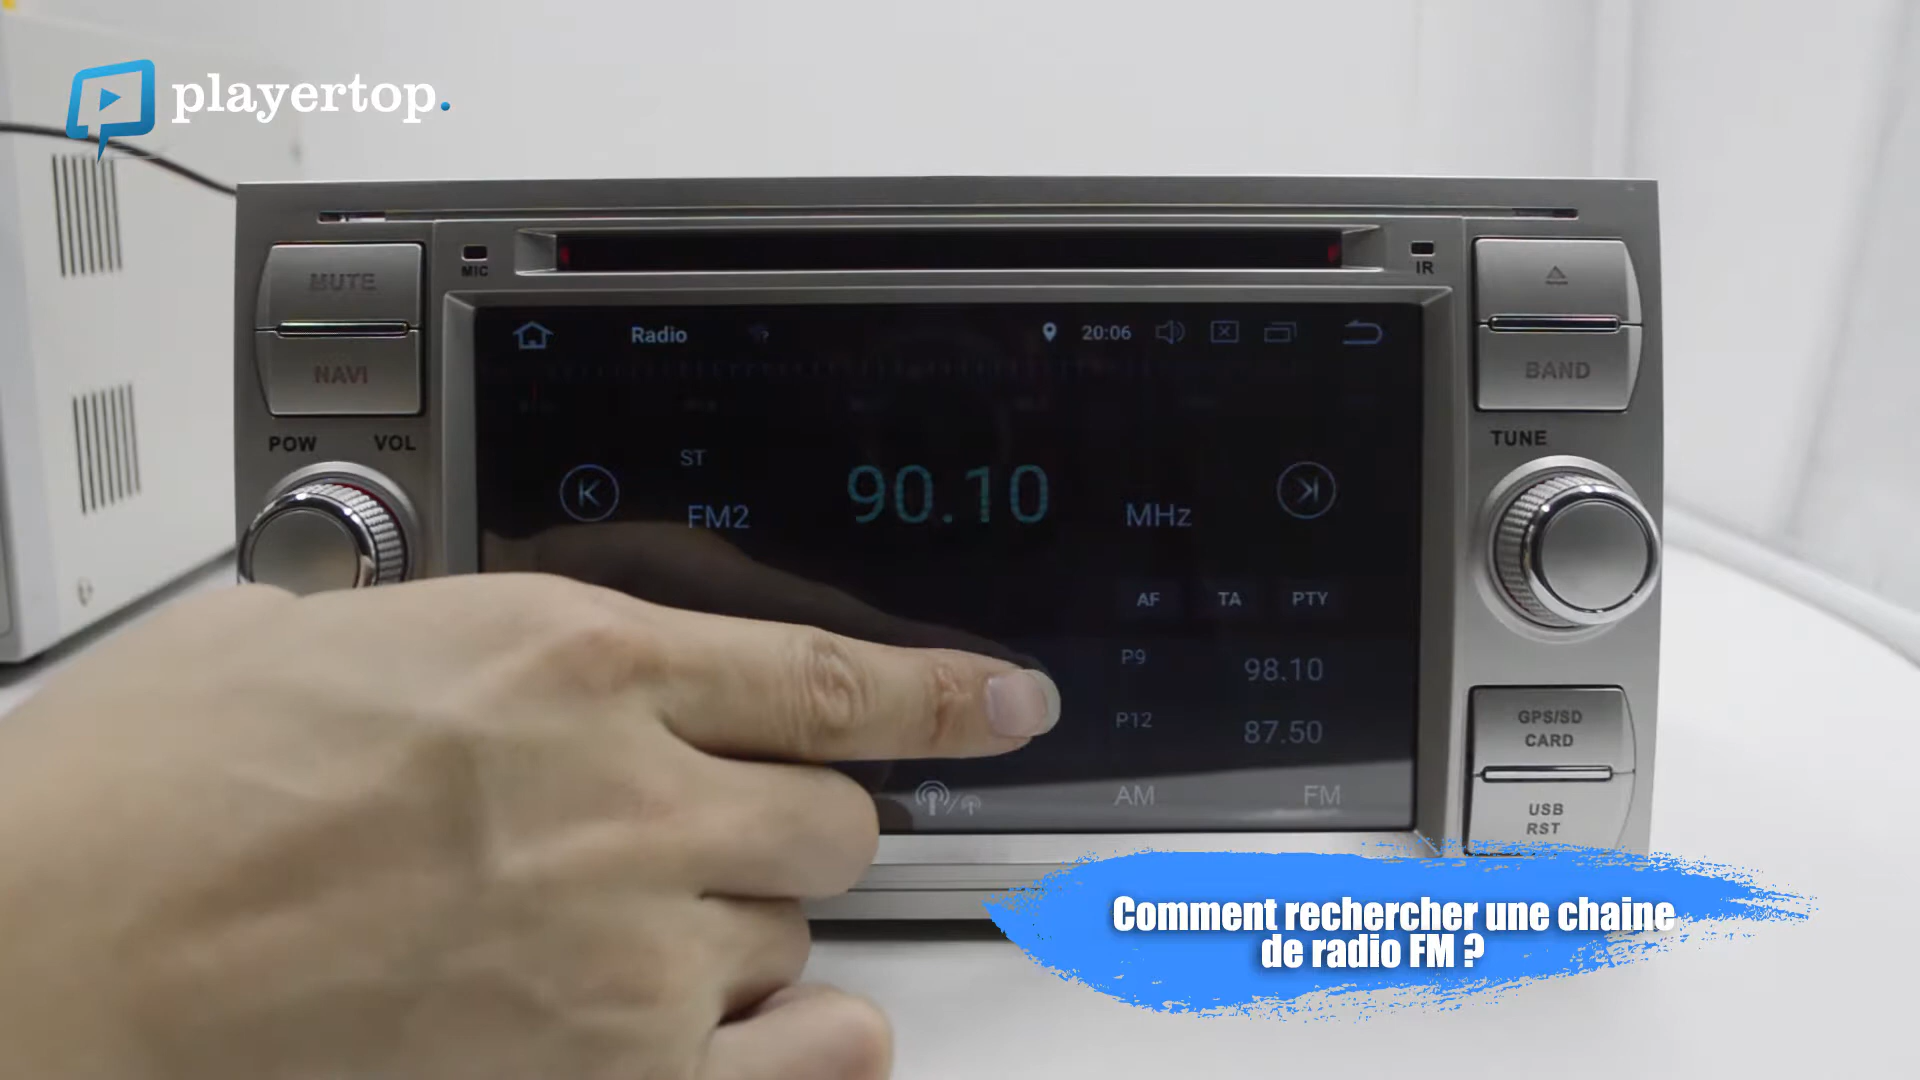 playertop.
MIC
IR
MUTE
NAVI
BAND
POW VOL
TUNE
Radio
20:06
ST
FM2
90.10
MHz
AF TA PTY
P9 98.10
P12 87.50
AM FM
GPS/SD
CARD
USB
RST
Comment rechercher une chaine
de radio FM ?